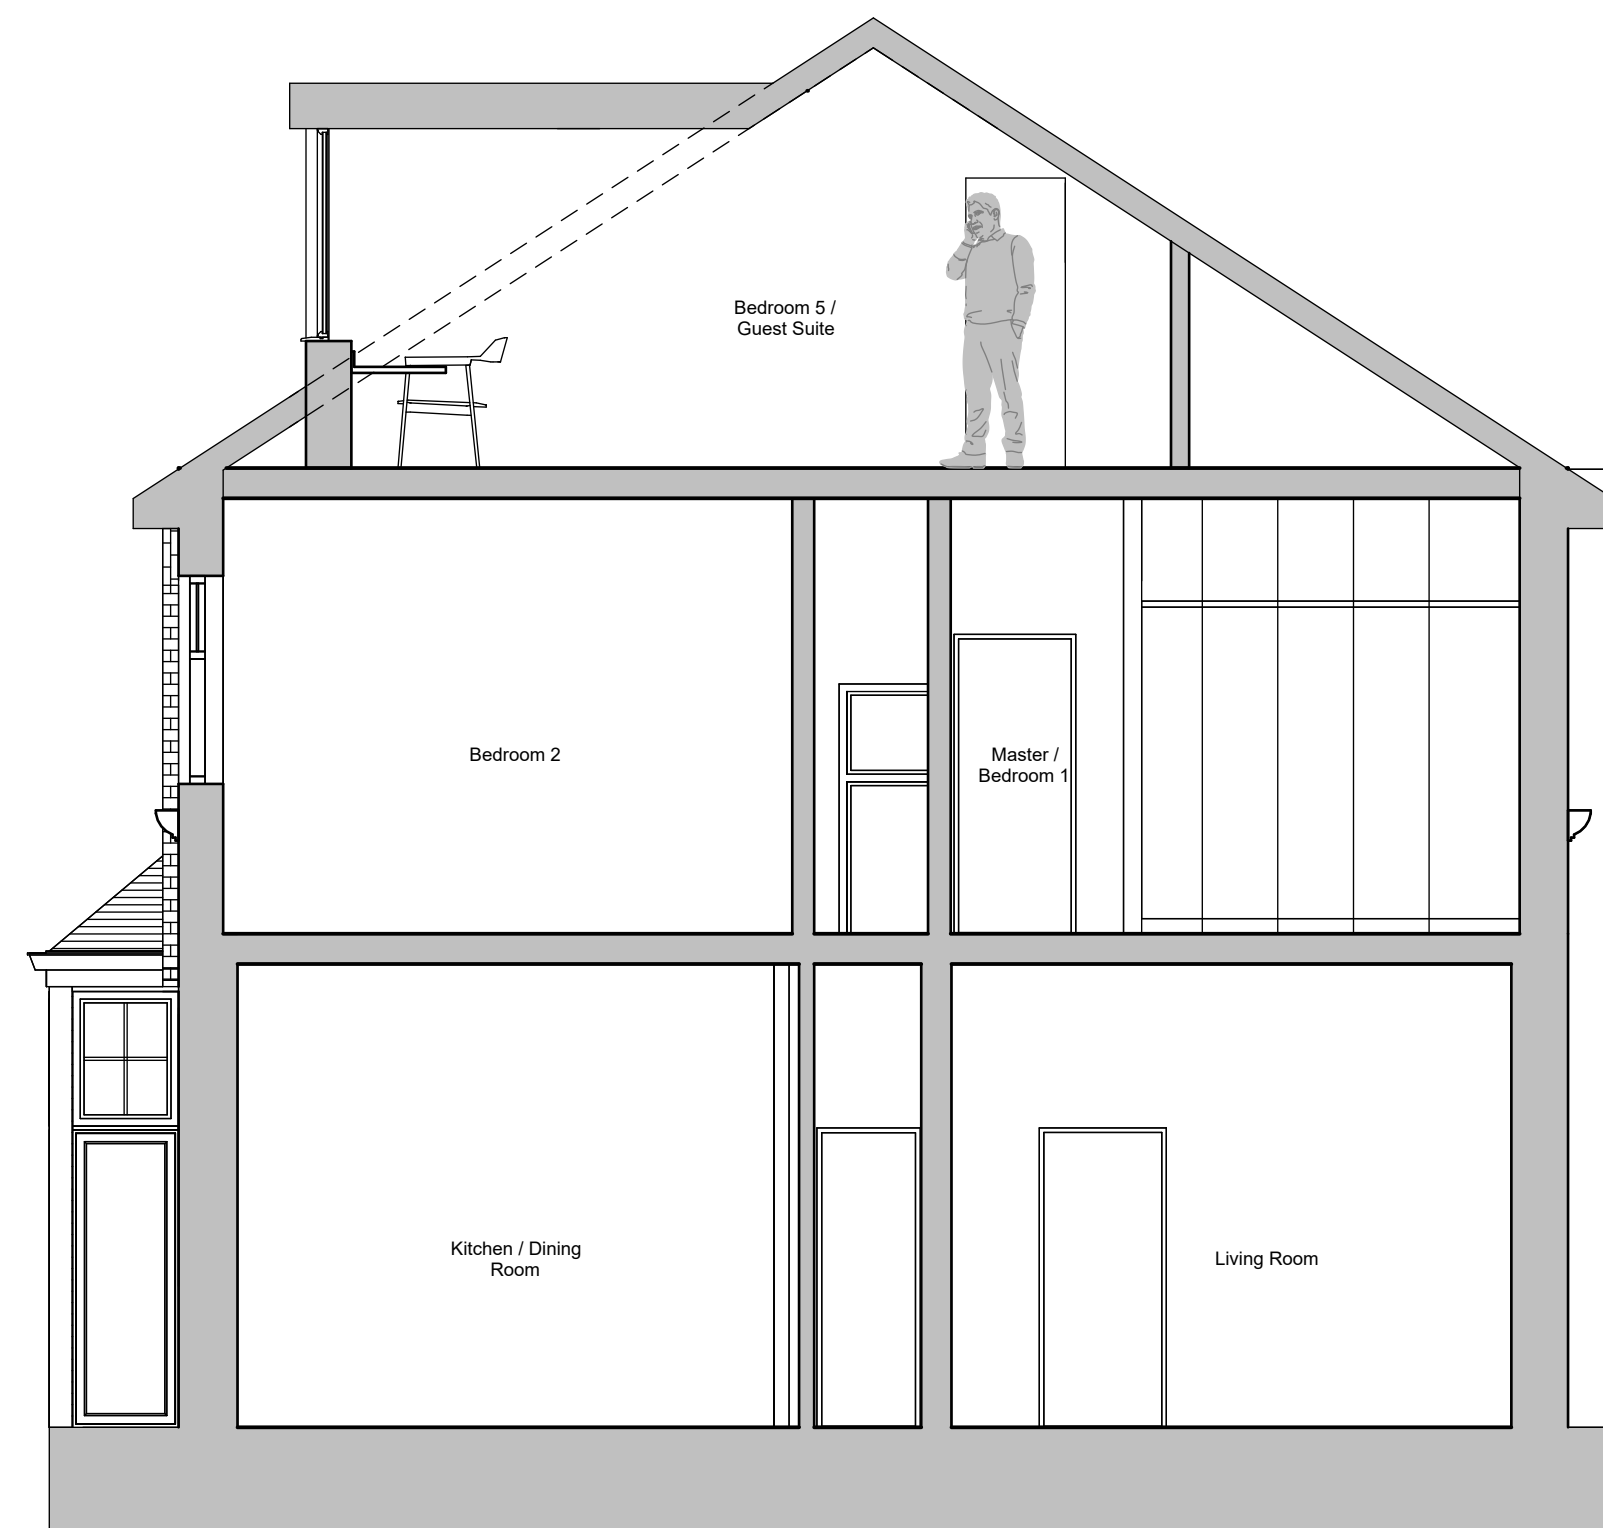 Bedroom 5 /
Guest Suite
Bedroom 2
Master /
Bedroom 1
Kitchen / Dining
Room
Living Room